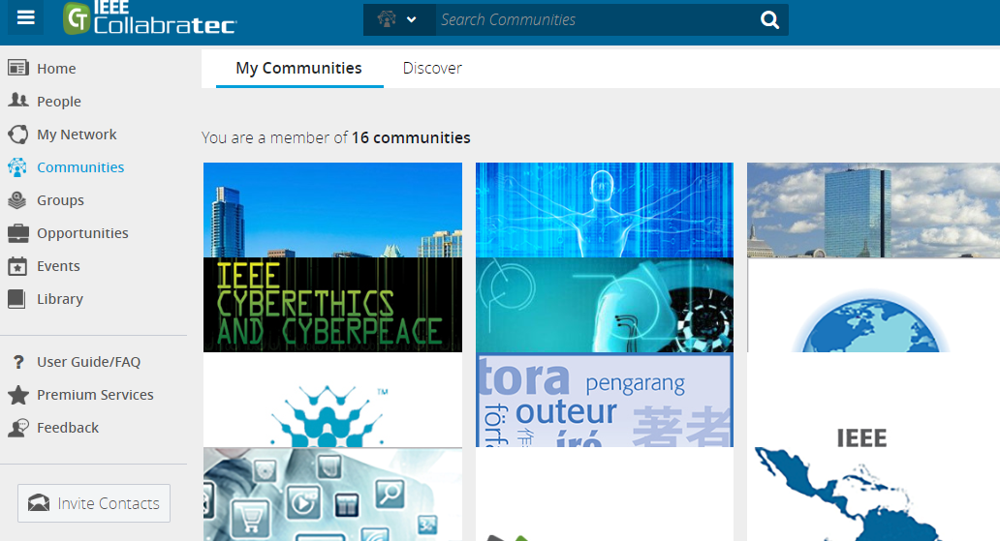 IEEE
CT Collabratec
Search Communities
Home
People
My Network
Communities
Groups
Opportunities
Events
Library
? User Guide/FAQ
Premium Services
Feedback
Invite Contacts
My Communities Discover
You are a member of 16 communities
IEEE
CYBERETHICS
AND CYBERPEACE
TM
tora pengarang
outeur
著者
író
IEEE